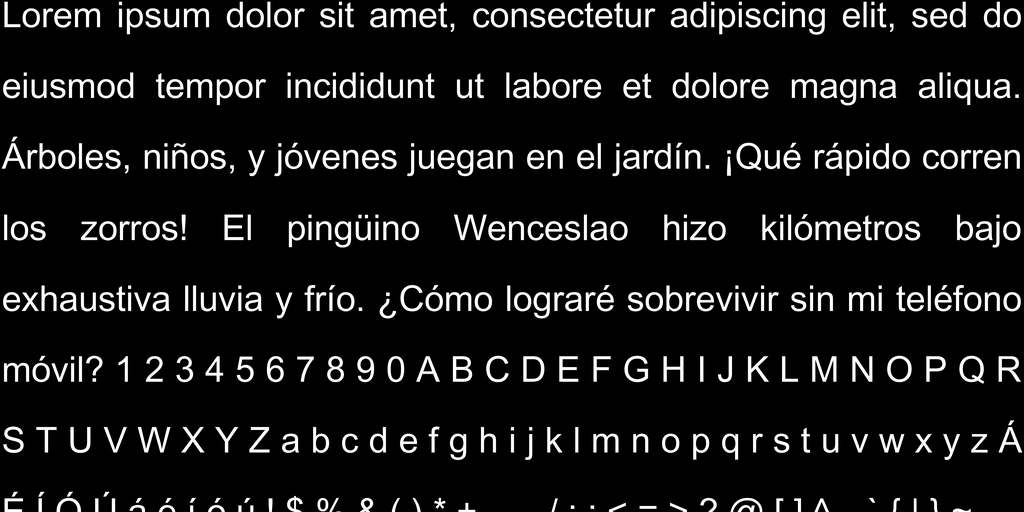 Lorem ipsum dolor sit amet, consectetur adipiscing elit, sed do
eiusmod tempor incididunt ut labore et dolore magna aliqua.
Árboles, niños, y jóvenes juegan en el jardín. ¡Qué rápido corren
los zorros! El pingüino Wenceslao hizo kilómetros bajo
exhaustiva lluvia y frío. ¿Cómo lograré sobrevivir sin mi teléfono
móvil? 1 2 3 4 5 6 7 8 9 0 A B C D E F G H I J K L M N O P Q R
S T U V W X Y Z a b c d e f g h i j k l m n o p q r s t u v w x y z Á
É Í Ó Ú á é í ó ú ! $ % & ( ) * +